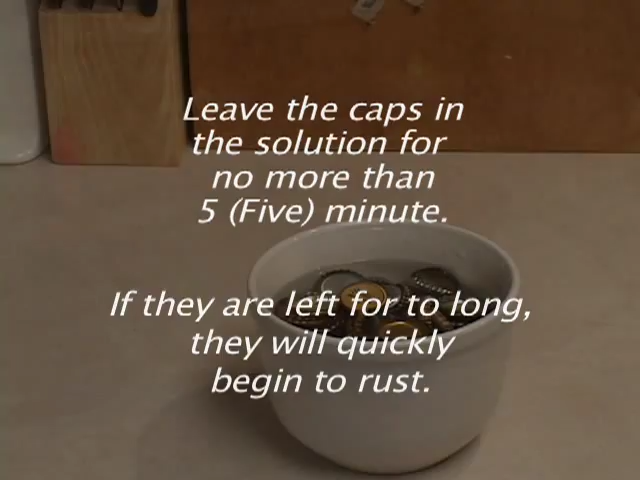 Leave the caps in
the solution for
no more than
5 (Five) minute.
If they are left for to long,
they will quickly
begin to rust.